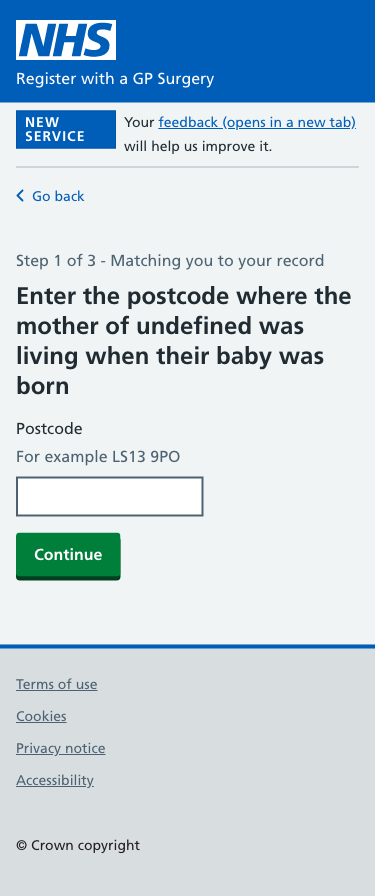 NHS
Register with a GP Surgery
NEW
SERVICE
Your feedback (opens in a new tab)
will help us improve it.
Go back
Step 1 of 3 - Matching you to your record
Enter the postcode where the
mother of undefined was
living when their baby was
born
Postcode
For example LS13 9PO
Continue
Terms of use
Cookies
Privacy notice
Accessibility
© Crown copyright